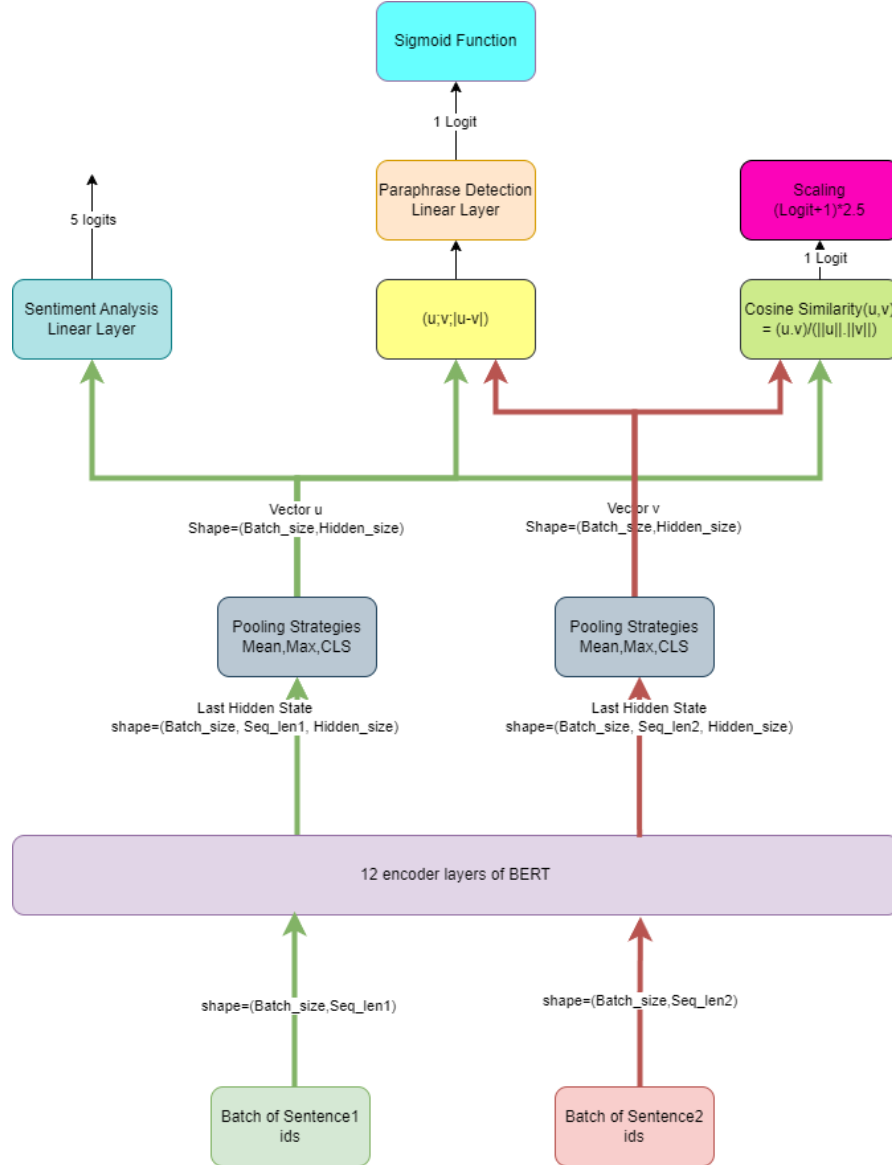 Sigmoid Function
1 Logit
Paraphrase Detection
Linear Layer
Scaling
(Logit+1)*2.5
5 logits
1 Logit
Sentiment Analysis
Linear Layer
(u;v;|u-v|)
Cosine Similarity(u,v)
= (u.v)/(||u||.||v||)
Vector u
Shape=(Batch_size,Hidden_size)
Vector v
Shape=(Batch_size,Hidden_size)
Pooling Strategies
Mean,Max,CLS
Pooling Strategies
Mean,Max,CLS
Last Hidden State
shape=(Batch_size, Seq_len1, Hidden_size)
Last Hidden State
shape=(Batch_size, Seq_len2, Hidden_size)
12 encoder layers of BERT
shape=(Batch_size,Seq_len1)
shape=(Batch_size,Seq_len2)
Batch of Sentence1
ids
Batch of Sentence2
ids